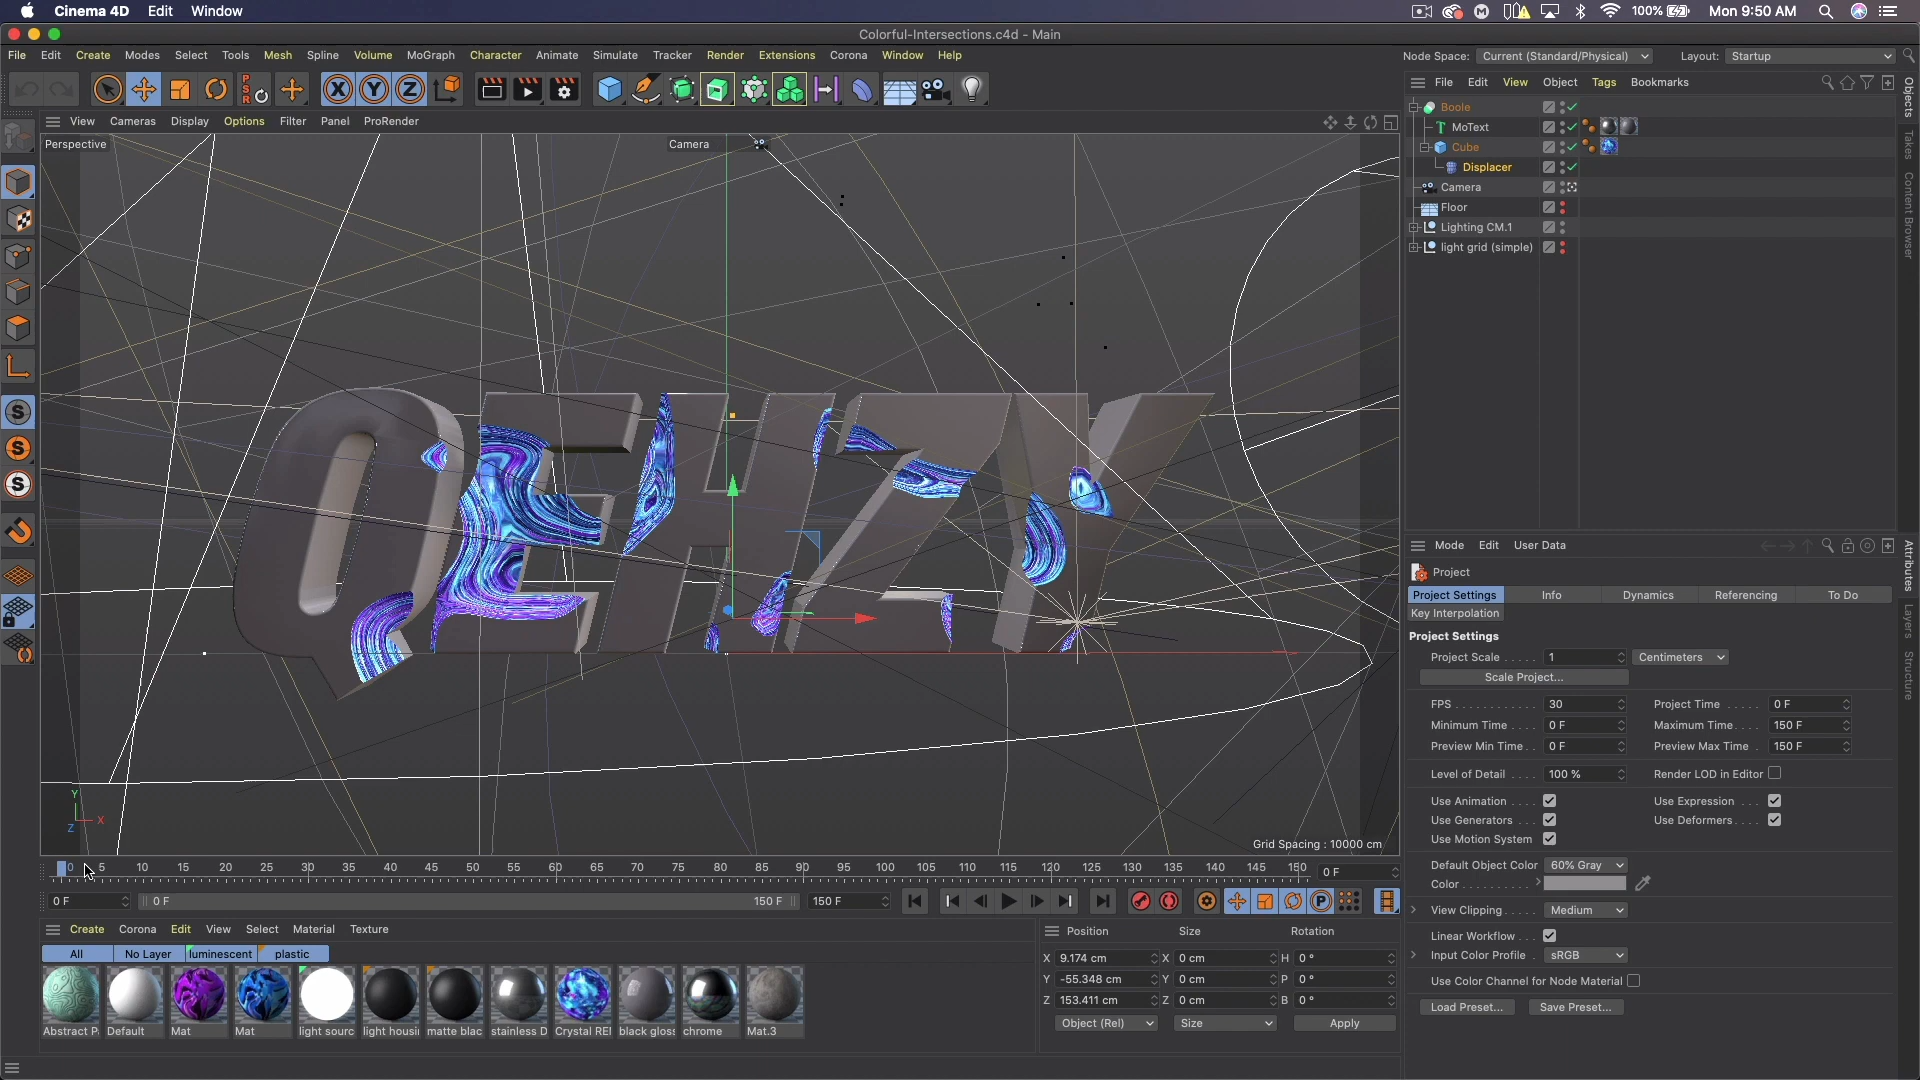 Cinema 4D Edit Window 100% Mon 9:50 AM
Colorful-Intersections.c4d - Main
File Edit Create Modes Select Tools Mesh Spline Volume MoGraph Character Animate Simulate Tracker Render Extensions Corona Window Help Node Space: Current (Standard/Physical) Layout: Startup
PSR X Y Z
File Edit View Object Tags Bookmarks
View Cameras Display Options Filter Panel ProRender
Perspective Camera
Boole
MoText
Cube
Displacer
Camera
Floor
Lighting CM.1
light grid (simple)
Objects Takes Content Browser
QEHZY
Mode Edit User Data
Project
Project Settings Info Dynamics Referencing To Do
Key Interpolation
Project Settings
Project Scale 1 Centimeters
Scale Project...
FPS 30 Project Time 0 F
Minimum Time 0 F Maximum Time 150 F
Preview Min Time 0 F Preview Max Time 150 F
Level of Detail 100 % Render LOD in Editor
Use Animation Use Expression
Use Generators Use Deformers
Use Motion System
Default Object Color 60% Gray
Color
View Clipping Medium
Linear Workflow
Input Color Profile sRGB
Use Color Channel for Node Material
Load Preset... Save Preset...
Attributes Layers Structure
Y
X
Z
Grid Spacing : 10000 cm
0 5 10 15 20 25 30 35 40 45 50 55 60 65 70 75 80 85 90 95 100 105 110 115 120 125 130 135 140 145 150 0 F
0 F 0 F 150 F 150 F
Create Corona Edit View Select Material Texture
All No Layer luminescent plastic
Abstract P Default Mat Mat light sourc light housi matte blac stainless D Crystal REI black gloss chrome Mat.3
Position Size Rotation
X 9.174 cm X 0 cm H 0 °
Y -55.348 cm Y 0 cm P 0 °
Z 153.411 cm Z 0 cm B 0 °
Object (Rel) Size Apply